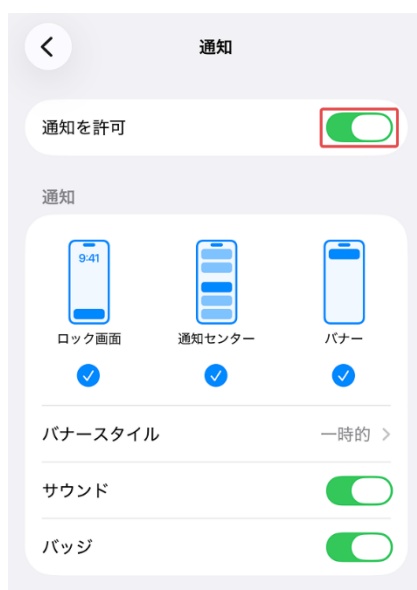 通知
通知を許可
通知
9:41
ロック画面
通知センター
バナー
バナースタイル
一時的
サウンド
バッジ